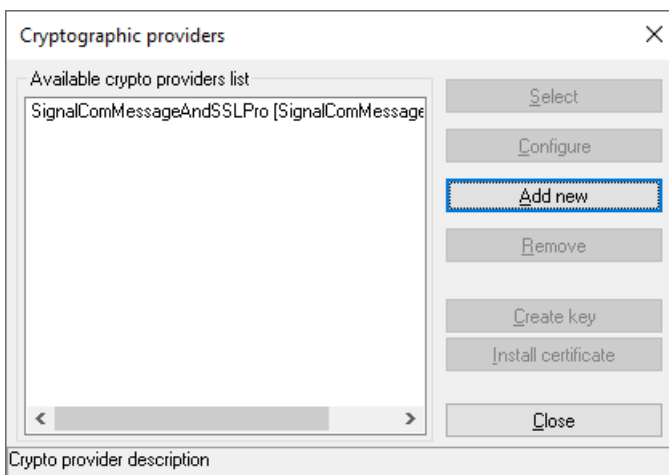 Cryptographic providers
Available crypto providers list
SignalComMessageAndSSLPro [SignalComMessage
Select
Configure
Add new
Remove
Create key
Install certificate
Close
Crypto provider description